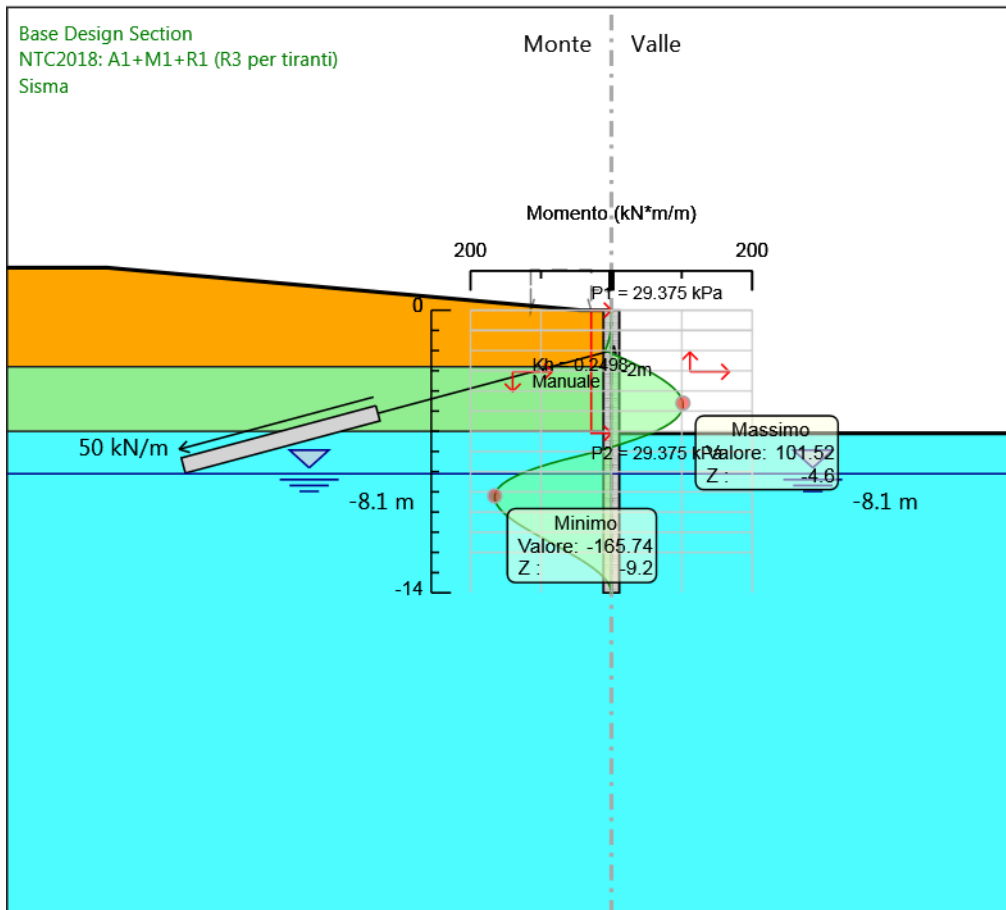 Base Design Section
NTC2018: A1+M1+R1 (R3 per tiranti)
Sisma
Monte
Valle
Momento (kN*m/m)
200
200
P1 = 29.375 kPa
0
Kh = 0.2498
Manuale
-2m
50 kN/m
Massimo
Valore: 101.52
Z : -4.6
P2 = 29.375 kPa
-8.1 m
-8.1 m
Minimo
Valore: -165.74
Z : -9.2
-14